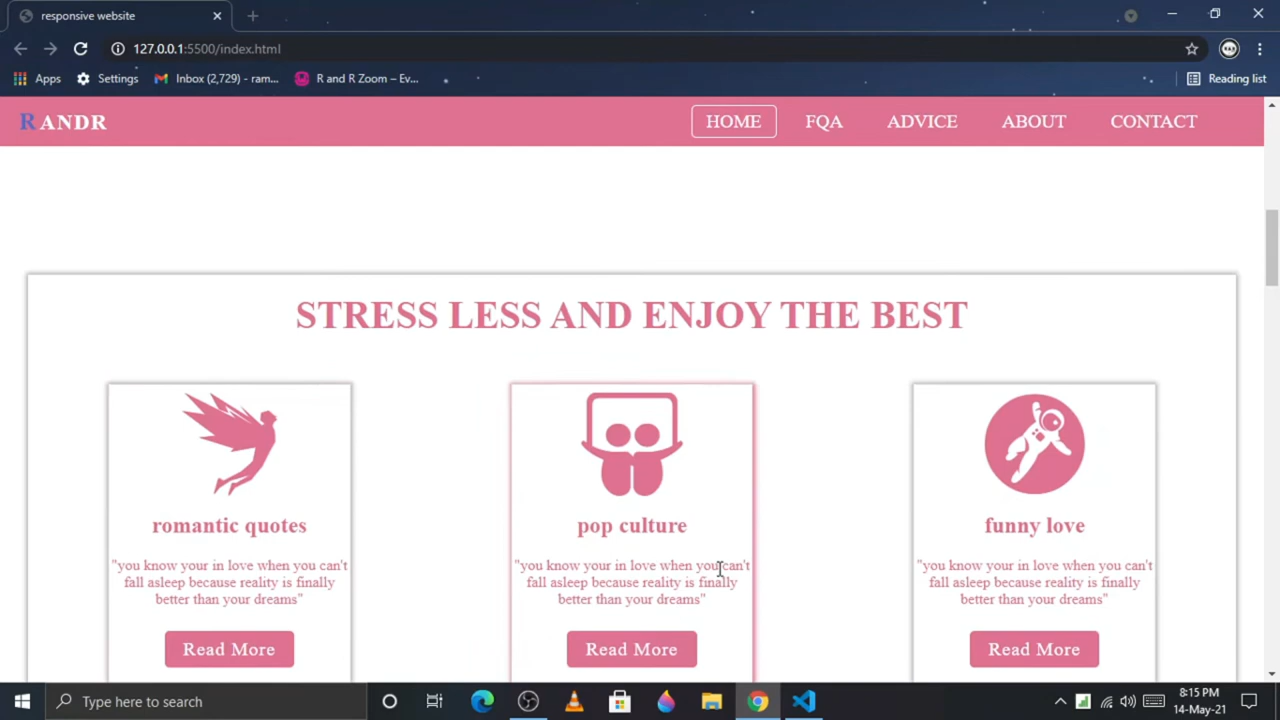 responsive website
127.0.0.1:5500/index.html
Apps Settings Inbox (2,729) - ram... R and R Zoom – Ev... Reading list
R ANDR HOME FQA ADVICE ABOUT CONTACT
STRESS LESS AND ENJOY THE BEST
romantic quotes
"you know your in love when you can't
fall asleep because reality is finally
better than your dreams"
Read More
pop culture
"you know your in love when you can't
fall asleep because reality is finally
better than your dreams"
Read More
funny love
"you know your in love when you can't
fall asleep because reality is finally
better than your dreams"
Read More
Type here to search
8:15 PM
14-May-21